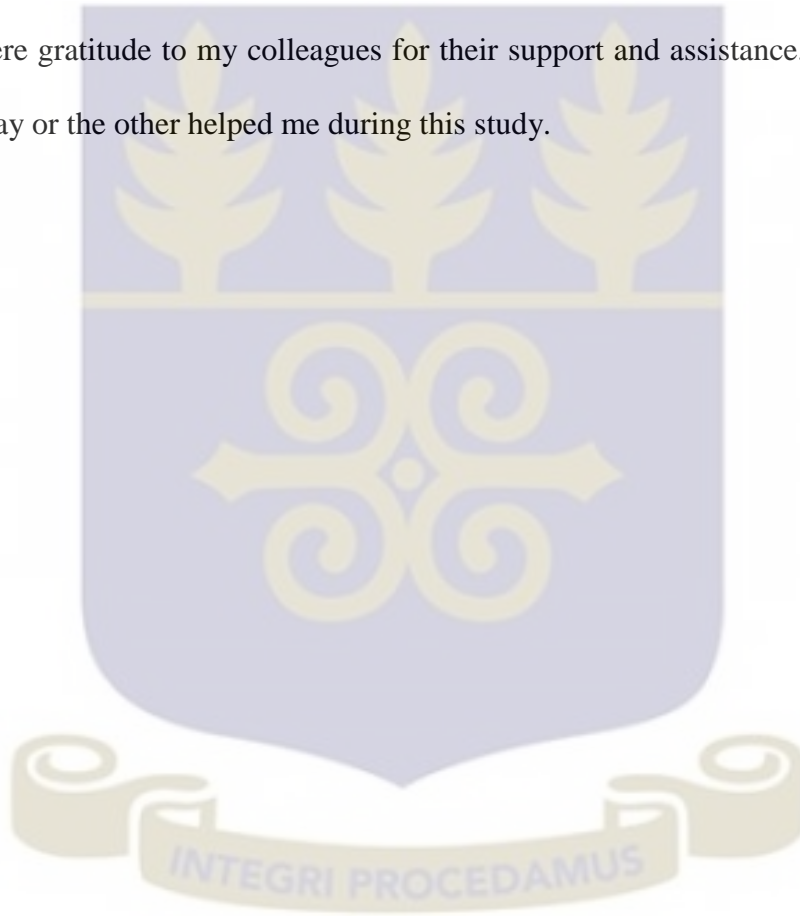 ere gratitude to my colleagues for their support and assistance.
ay or the other helped me during this study.
INTEGRI PROCEDAMUS